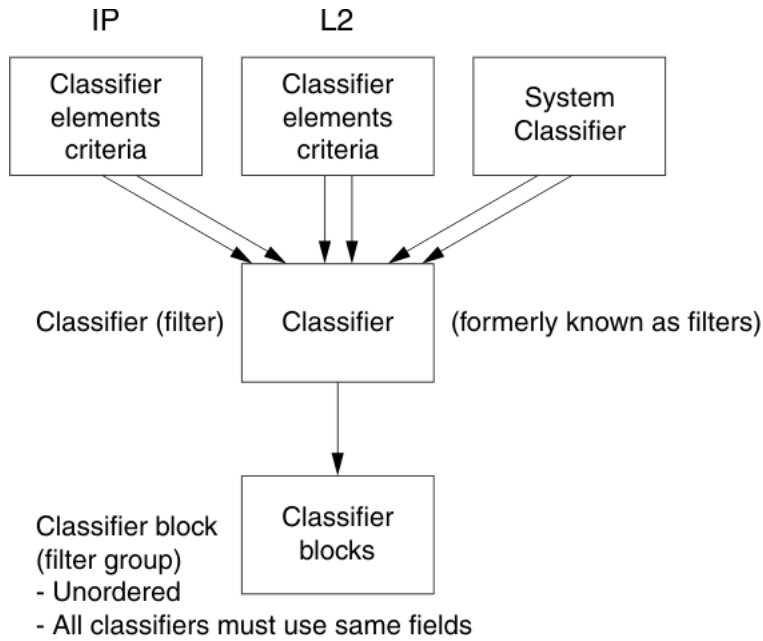 IP
L2
Classifier
elements
criteria
Classifier
elements
criteria
System
Classifier
Classifier (filter)
Classifier
(formerly known as filters)
Classifier
blocks
Classifier block
(filter group)
- Unordered
- All classifiers must use same fields